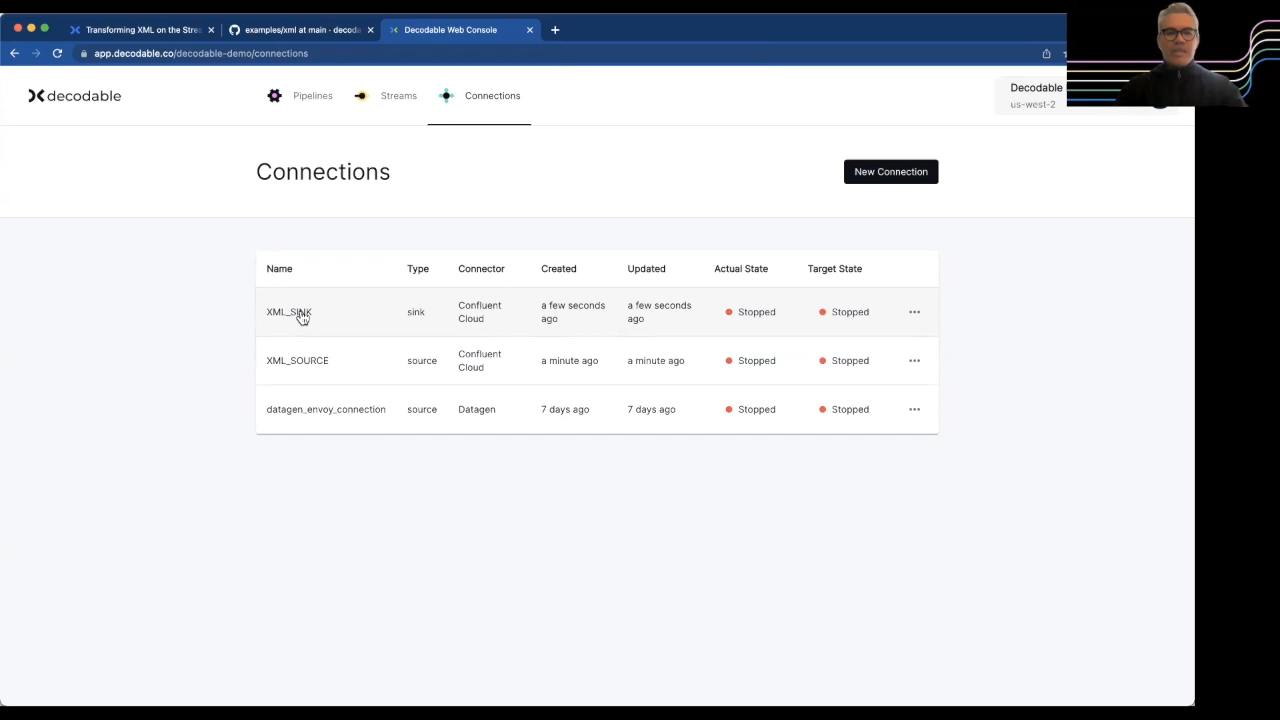 Transforming XML on the Strea
examples/xml at main · decoda
Decodable Web Console
app.decodable.co/decodable-demo/connections
decodable
Pipelines
Streams
Connections
Decodable
us-west-2
Connections
New Connection
Name Type Connector Created Updated Actual State Target State
XML_SINK sink Confluent Cloud a few seconds ago a few seconds ago Stopped Stopped
XML_SOURCE source Confluent Cloud a minute ago a minute ago Stopped Stopped
datagen_envoy_connection source Datagen 7 days ago 7 days ago Stopped Stopped